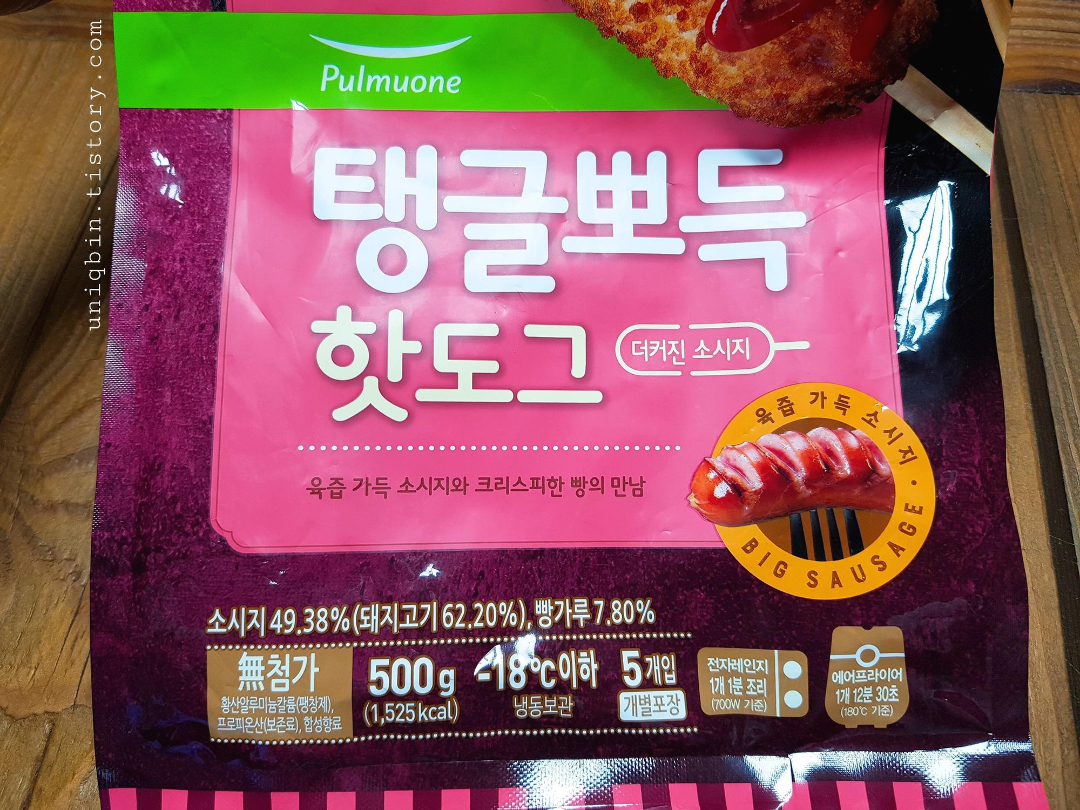 uniqbin.tistory.com
Pulmuone
탱글뽀득
핫도그
더커진 소시지
육즙 가득 소시지와 크리스피한 빵의 만남
육즙 가득 소시지 •
BIG SAUSAGE
소시지 49.38%(돼지고기 62.20%), 빵가루 7.80%
無첨가
황산알루미늄칼륨(팽창제),
프로피온산(보존료), 합성향료
500g
(1,525kcal)
-18℃이하
냉동보관
5개입
개별포장
전자레인지
1개 1분 조리
(700W 기준)
에어프라이어
1개 12분 30초
(180℃ 기준)